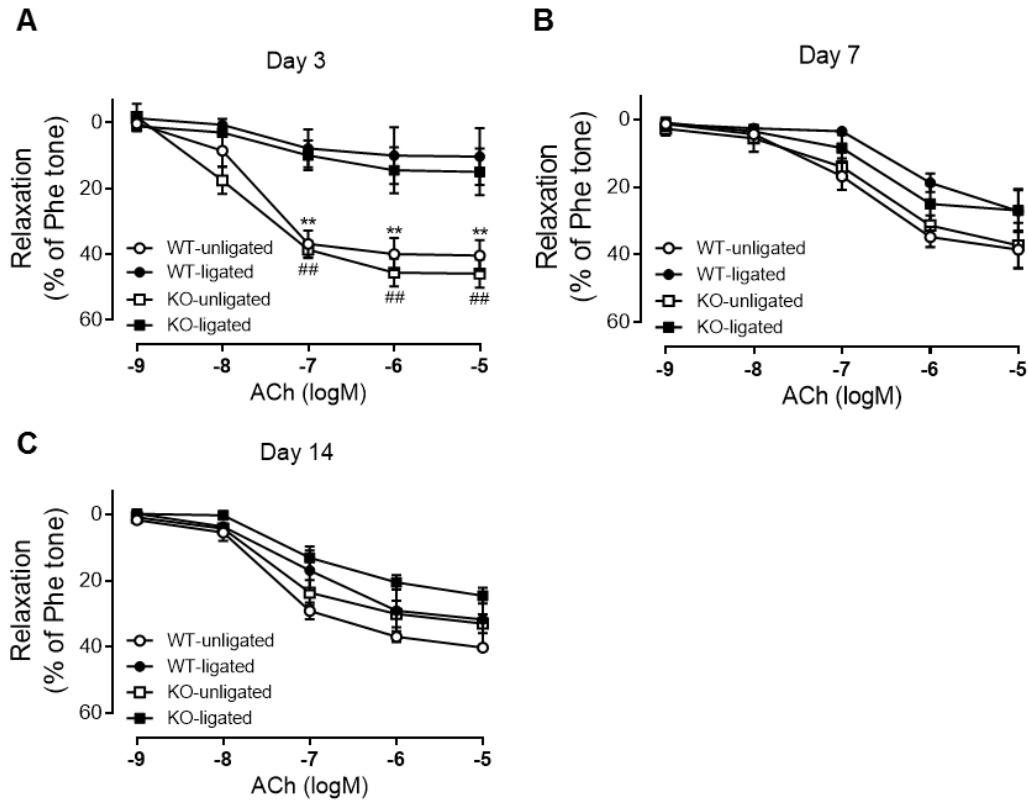 A
Day 3
Relaxation
(% of Phe tone)
0
20
40
60
** ** **
## ## ##
WT-unligated
WT-ligated
KO-unligated
KO-ligated
-9 -8 -7 -6 -5
ACh (logM)
B
Day 7
Relaxation
(% of Phe tone)
0
20
40
60
WT-unligated
WT-ligated
KO-unligated
KO-ligated
-9 -8 -7 -6 -5
ACh (logM)
C
Day 14
Relaxation
(% of Phe tone)
0
20
40
60
WT-unligated
WT-ligated
KO-unligated
KO-ligated
-9 -8 -7 -6 -5
ACh (logM)